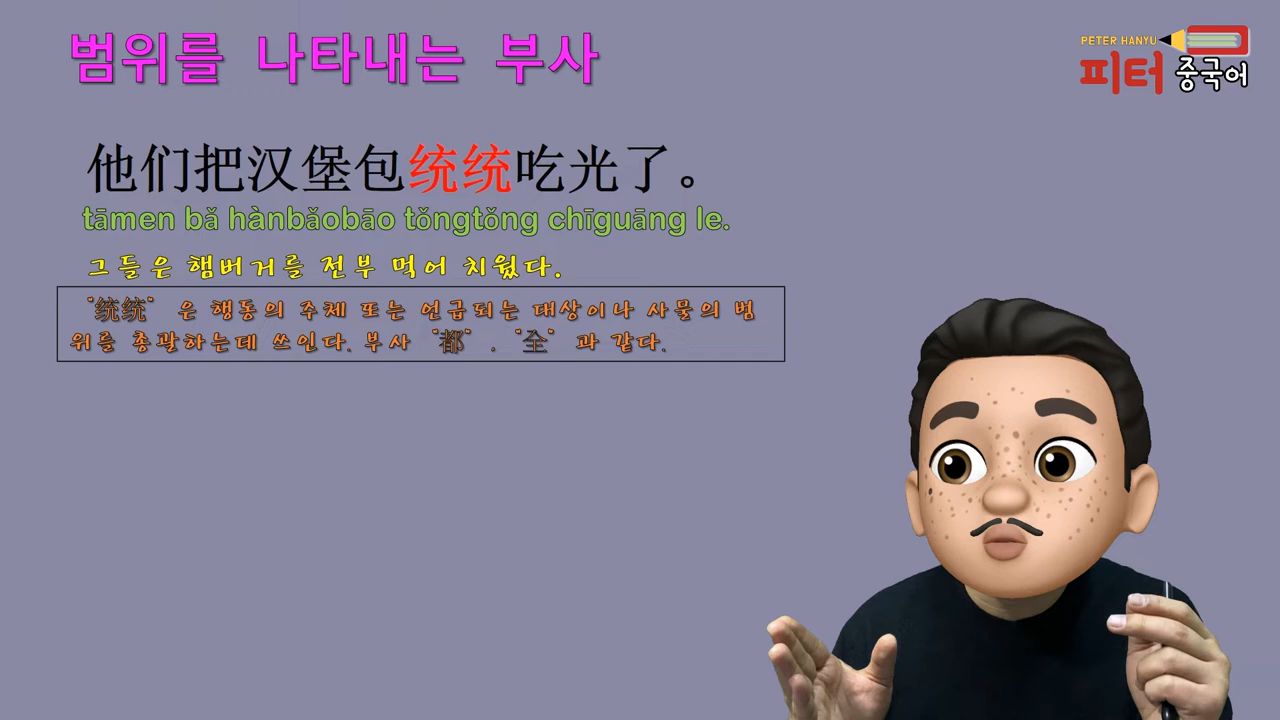 범위를 나타내는 부사
PETER HANYU
피터 중국어
他们把汉堡包统统吃光了。
tāmen bǎ hànbǎobāo tǒngtǒng chīguāng le.
그들은 햄버거를 전부 먹어 치웠다.
"统统" 은 행동의 주체 또는 언급되는 대상이나 사물의 범
위를 총괄하는데 쓰인다. 부사 "都" . "全" 과 같다.